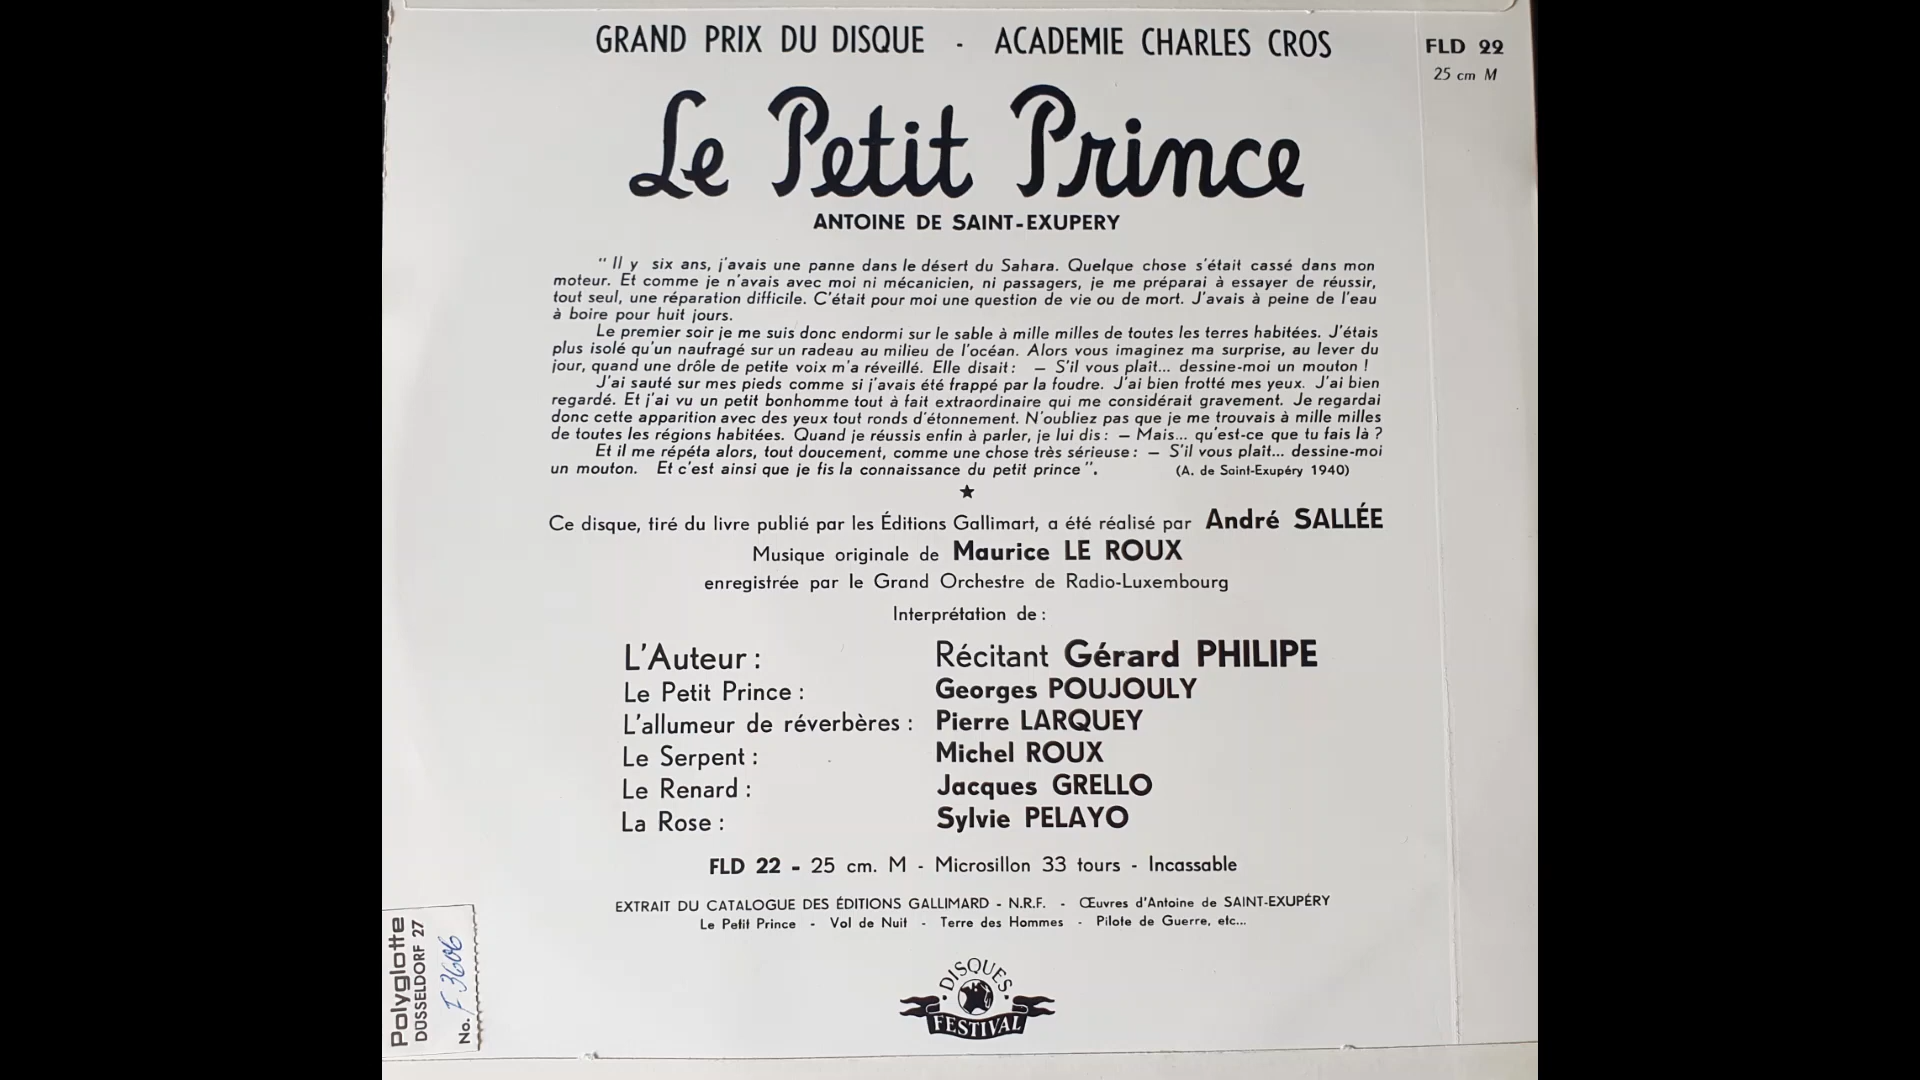 GRAND PRIX DU DISQUE - ACADEMIE CHARLES CROS
FLD 22
25 cm M
Le Petit Prince
ANTOINE DE SAINT-EXUPERY
“ Il y six ans, j'avais une panne dans le désert du Sahara. Quelque chose s'était cassé dans mon
moteur. Et comme je n'avais avec moi ni mécanicien, ni passagers, je me préparai à essayer de réussir,
tout seul, une réparation difficile. C'était pour moi une question de vie ou de mort. J'avais à peine de l'eau
à boire pour huit jours.
Le premier soir je me suis donc endormi sur le sable à mille milles de toutes les terres habitées. J'étais
plus isolé qu'un naufragé sur un radeau au milieu de l'océan. Alors vous imaginez ma surprise, au lever du
jour, quand une drôle de petite voix m'a réveillé. Elle disait : — S'il vous plaît... dessine-moi un mouton !
J'ai sauté sur mes pieds comme si j'avais été frappé par la foudre. J'ai bien frotté mes yeux. J'ai bien
regardé. Et j'ai vu un petit bonhomme tout à fait extraordinaire qui me considérait gravement. Je regardai
donc cette apparition avec des yeux tout ronds d'étonnement. N'oubliez pas que je me trouvais à mille milles
de toutes les régions habitées. Quand je réussis enfin à parler, je lui dis : — Mais... qu'est-ce que tu fais là ?
Et il me répéta alors, tout doucement, comme une chose très sérieuse : — S'il vous plaît... dessine-moi
un mouton. Et c'est ainsi que je fis la connaissance du petit prince ”. (A. de Saint-Exupéry 1940)
★
Ce disque, tiré du livre publié par les Éditions Gallimart, a été réalisé par André SALLÉE
Musique originale de Maurice LE ROUX
enregistrée par le Grand Orchestre de Radio-Luxembourg
Interprétation de :
L'Auteur : Récitant Gérard PHILIPE
Le Petit Prince : Georges POUJOULY
L'allumeur de réverbères : Pierre LARQUEY
Le Serpent : Michel ROUX
Le Renard : Jacques GRELLO
La Rose : Sylvie PELAYO
FLD 22 - 25 cm. M - Microsillon 33 tours - Incassable
EXTRAIT DU CATALOGUE DES ÉDITIONS GALLIMARD - N.R.F. - Œuvres d'Antoine de SAINT-EXUPÉRY
Le Petit Prince - Vol de Nuit - Terre des Hommes - Pilote de Guerre, etc...
DISQUES
FESTIVAL
Polyglotte
DÜSSELDORF 27
No. F 3606